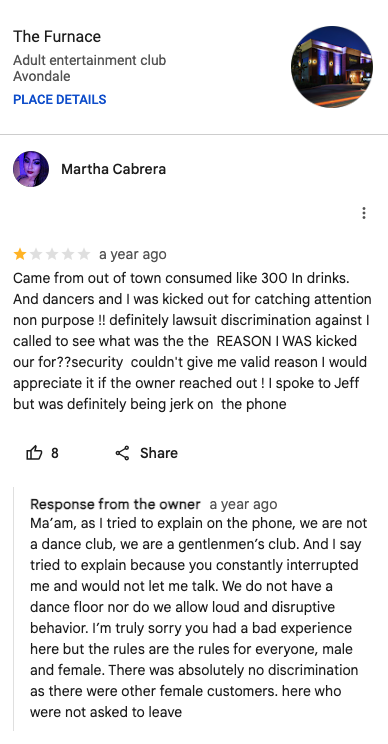 The Furnace
Adult entertainment club
Avondale
PLACE DETAILS
Martha Cabrera
a year ago
Came from out of town consumed like 300 In drinks.
And dancers and I was kicked out for catching attention
non purpose !! definitely lawsuit discrimination against I
called to see what was the the  REASON I WAS kicked
our for??security  couldn't give me valid reason I would
appreciate it if the owner reached out ! I spoke to Jeff
but was definitely being jerk on  the phone
8
Share
Response from the owner a year ago
Ma’am, as I tried to explain on the phone, we are not
a dance club, we are a gentlenmen’s club. And I say
tried to explain because you constantly interrupted
me and would not let me talk. We do not have a
dance floor nor do we allow loud and disruptive
behavior. I’m truly sorry you had a bad experience
here but the rules are the rules for everyone, male
and female. There was absolutely no discrimination
as there were other female customers. here who
were not asked to leave